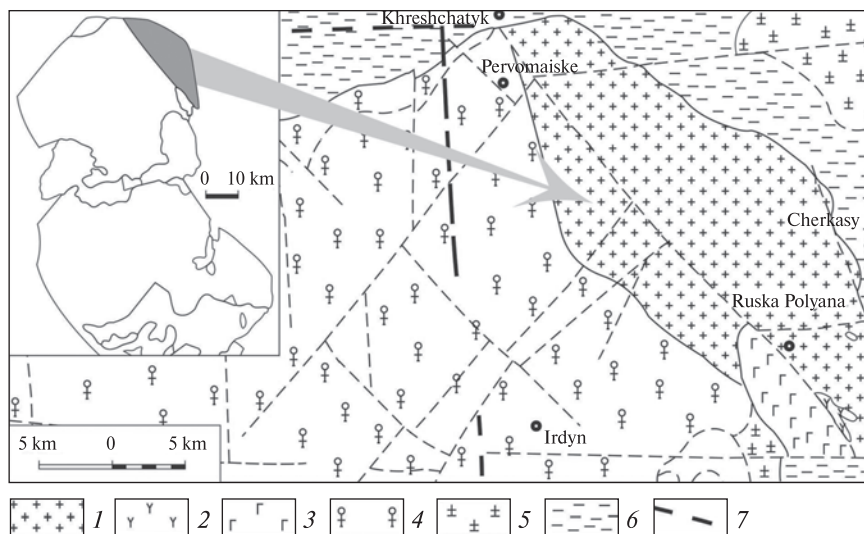 Khreshchatyk
Pervomaiske
0 10 km
Cherkasy
Ruska Polyana
Irdyn
5 km 0 5 km
1 2 3 4 5 6 7